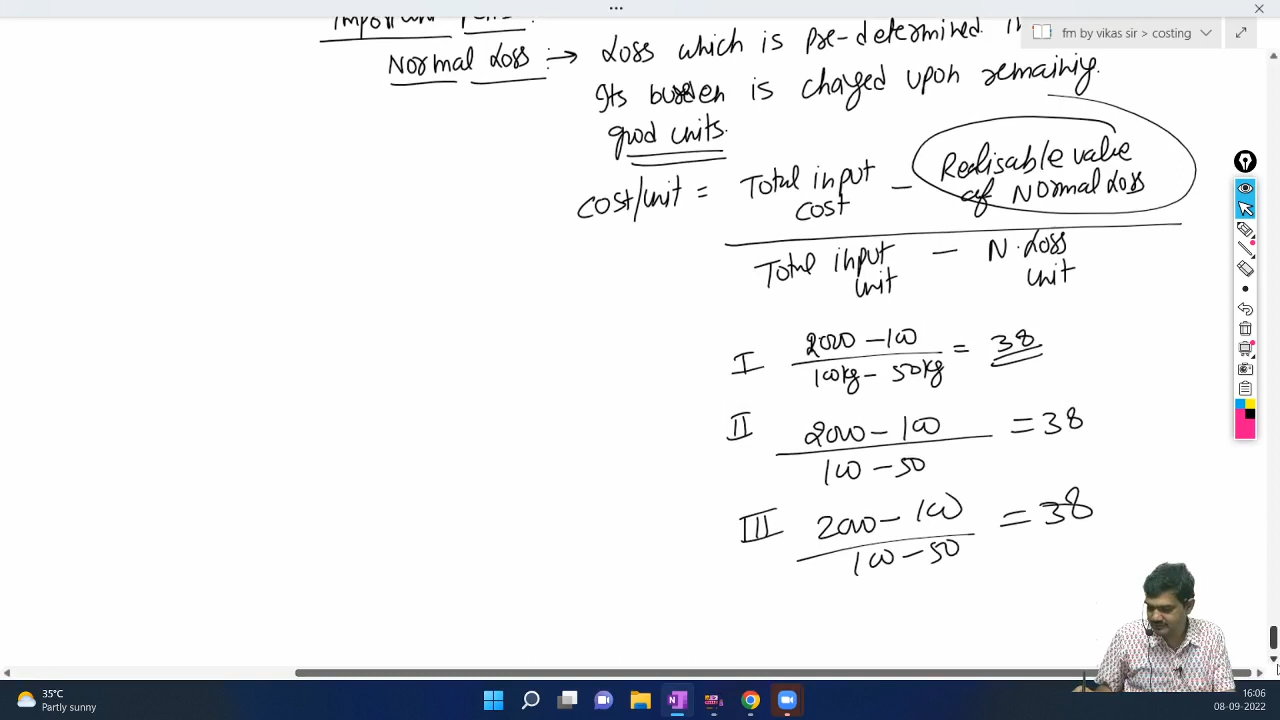 Important
fm by vikas sir > costing
Normal Loss :→ Loss which is pre-determined
Its burden is charged upon remaining
good units.
Cost/unit = Total input cost − Realisable value of Normal Loss
Total input unit − N. Loss unit
I 2000 − 100 = 38
100kg − 50kg
II 2000 − 100 = 38
100 − 50
III 2000 − 100 = 38
100 − 50
35°C
Partly sunny
16:06
08-09-2022